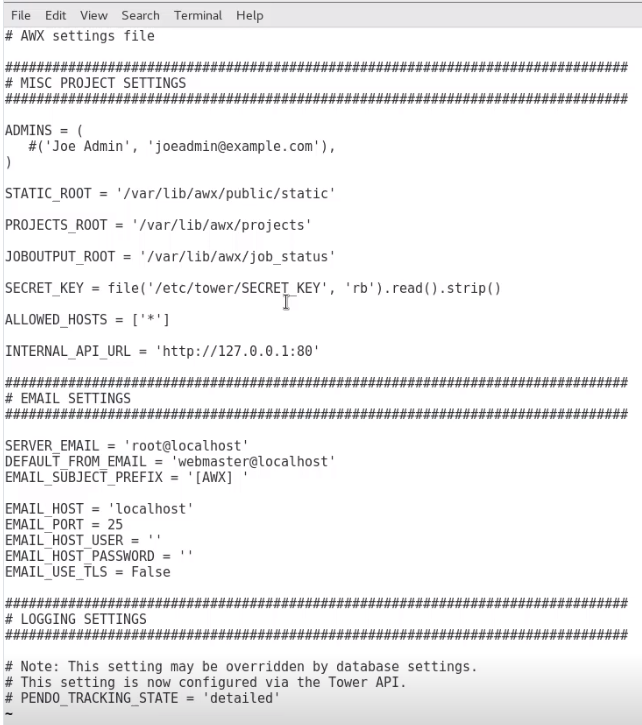 File Edit View Search Terminal Help
# AWX settings file
################################################################################
# MISC PROJECT SETTINGS
################################################################################
ADMINS = (
   #('Joe Admin', 'joeadmin@example.com'),
)
STATIC_ROOT = '/var/lib/awx/public/static'
PROJECTS_ROOT = '/var/lib/awx/projects'
JOBOUTPUT_ROOT = '/var/lib/awx/job_status'
SECRET_KEY = file('/etc/tower/SECRET_KEY', 'rb').read().strip()
ALLOWED_HOSTS = ['*']
INTERNAL_API_URL = 'http://127.0.0.1:80'
################################################################################
# EMAIL SETTINGS
################################################################################
SERVER_EMAIL = 'root@localhost'
DEFAULT_FROM_EMAIL = 'webmaster@localhost'
EMAIL_SUBJECT_PREFIX = '[AWX] '
EMAIL_HOST = 'localhost'
EMAIL_PORT = 25
EMAIL_HOST_USER = ''
EMAIL_HOST_PASSWORD = ''
EMAIL_USE_TLS = False
################################################################################
# LOGGING SETTINGS
################################################################################
# Note: This setting may be overridden by database settings.
# This setting is now configured via the Tower API.
# PENDO_TRACKING_STATE = 'detailed'
~